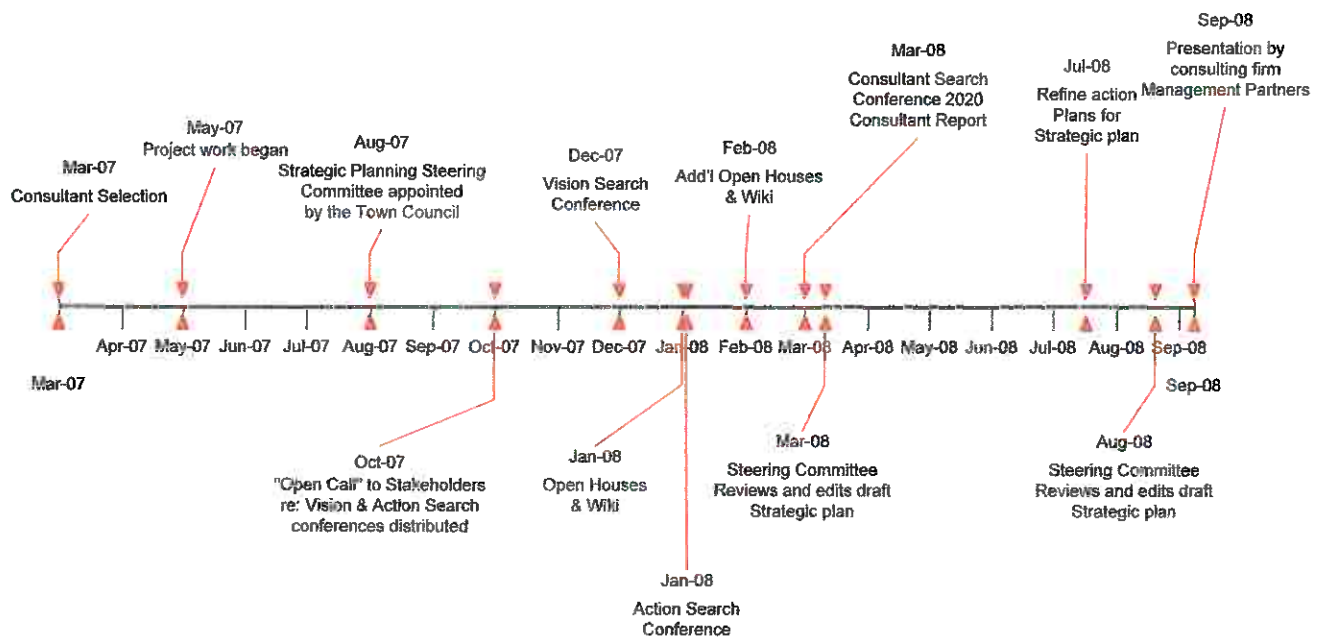 Mar-07
Consultant Selection
May-07
Project work began
Aug-07
Strategic Planning Steering
Committee appointed
by the Town Council
Dec-07
Vision Search
Conference
Feb-08
Add'l Open Houses
& Wiki
Mar-08
Consultant Search
Conference 2020
Consultant Report
Jul-08
Refine action
Plans for
Strategic plan
Sep-08
Presentation by
consulting firm
Management Partners
Apr-07 May-07 Jun-07 Jul-07 Aug-07 Sep-07 Oct-07 Nov-07 Dec-07 Jan-08 Feb-08 Mar-08 Apr-08 May-08 Jun-08 Jul-08 Aug-08 Sep-08
Mar-07
Sep-08
Oct-07
"Open Call" to Stakeholders
re: Vision & Action Search
conferences distributed
Jan-08
Open Houses
& Wiki
Jan-08
Action Search
Conference
Mar-08
Steering Committee
Reviews and edits draft
Strategic plan
Aug-08
Steering Committee
Reviews and edits draft
Strategic plan